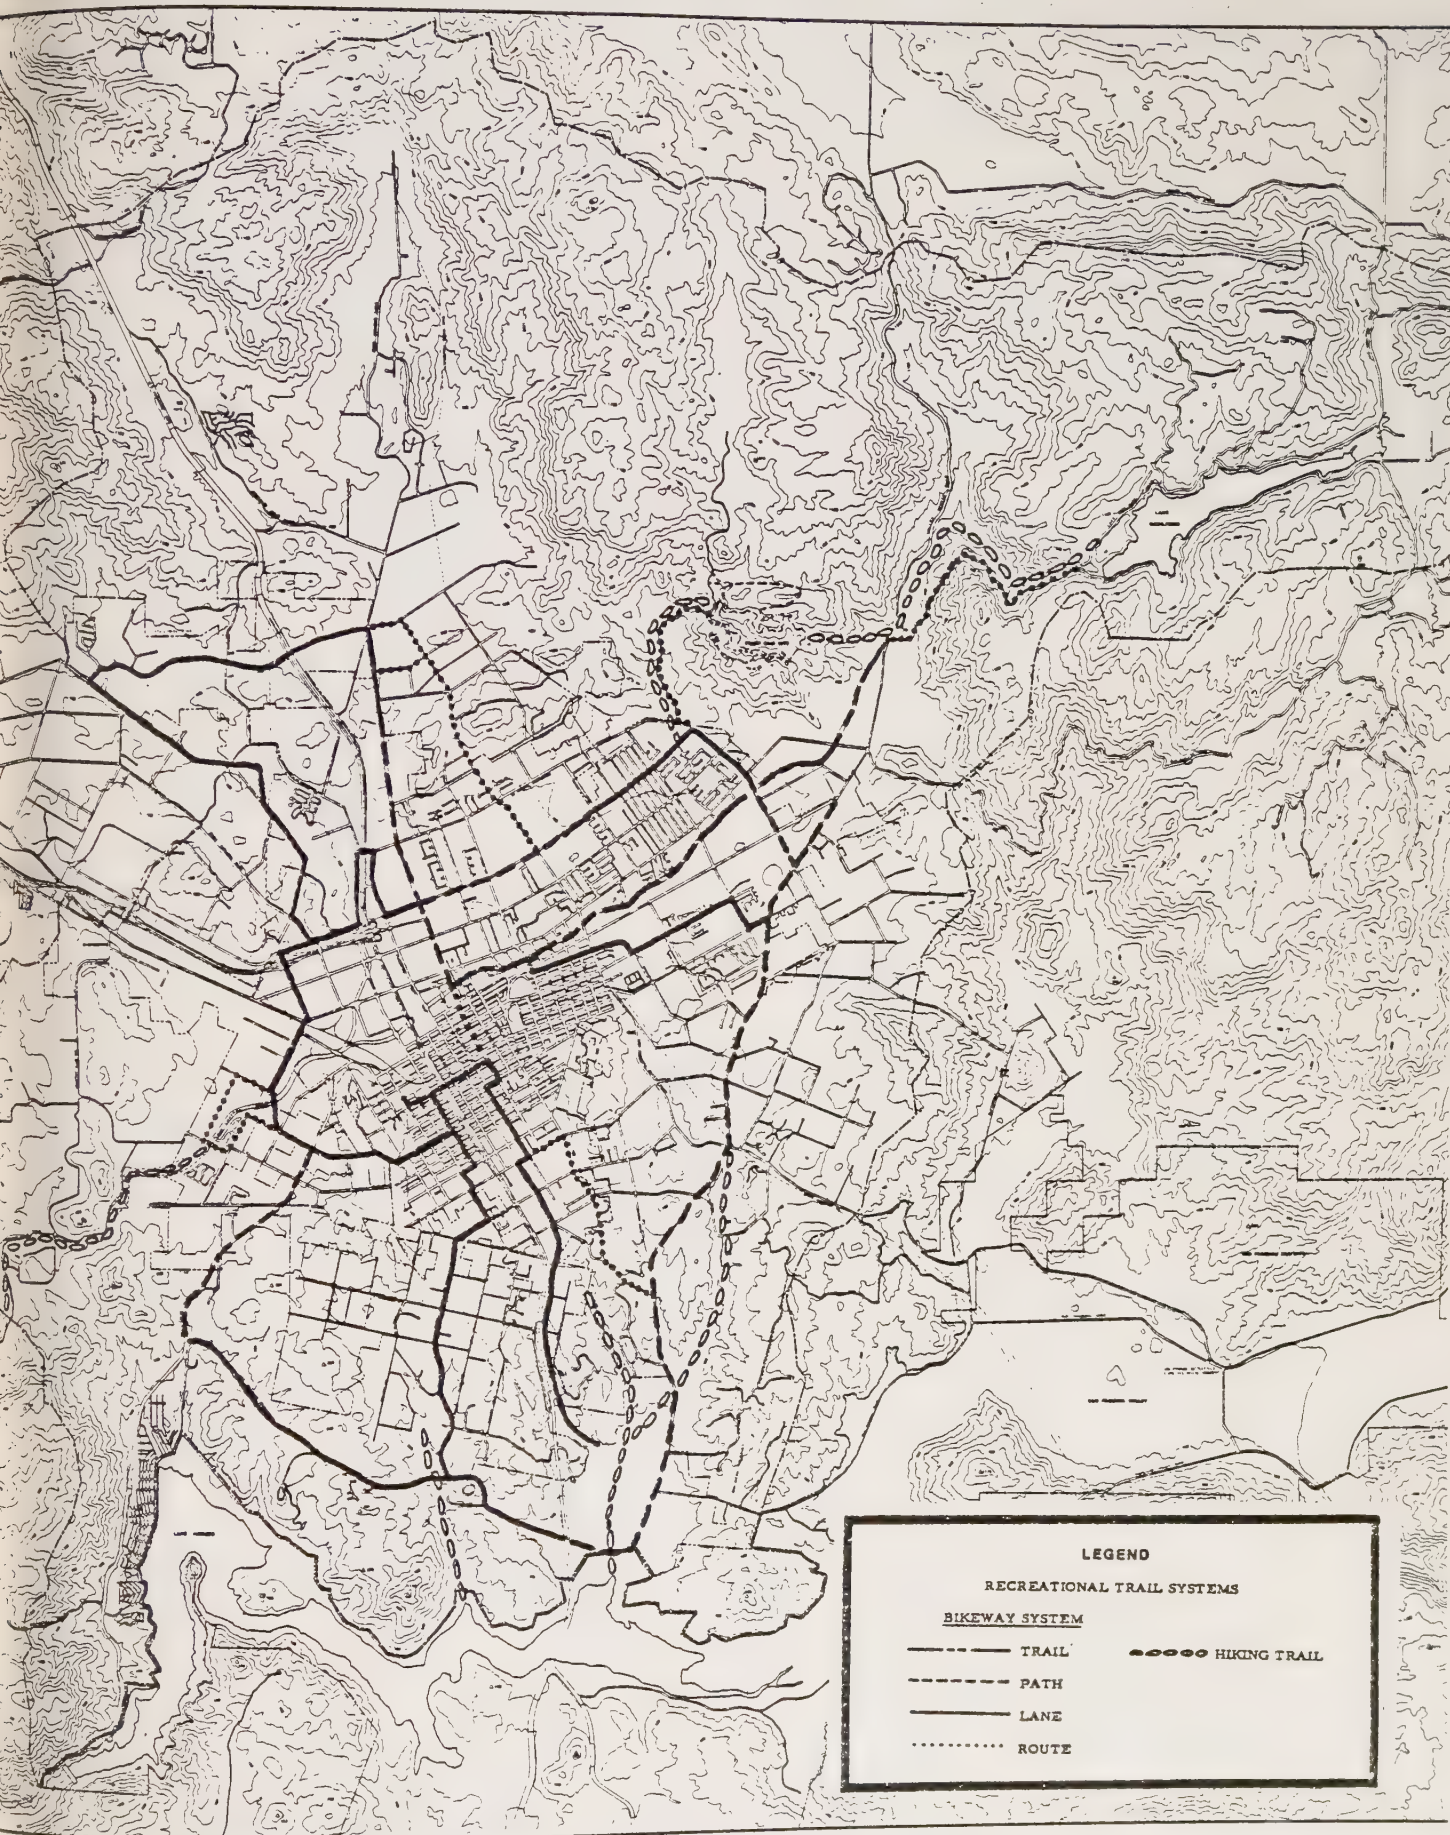 LEGEND
RECREATIONAL TRAIL SYSTEMS
BIKEWAY SYSTEM
TRAIL
HIKING TRAIL
PATH
LANE
ROUTE